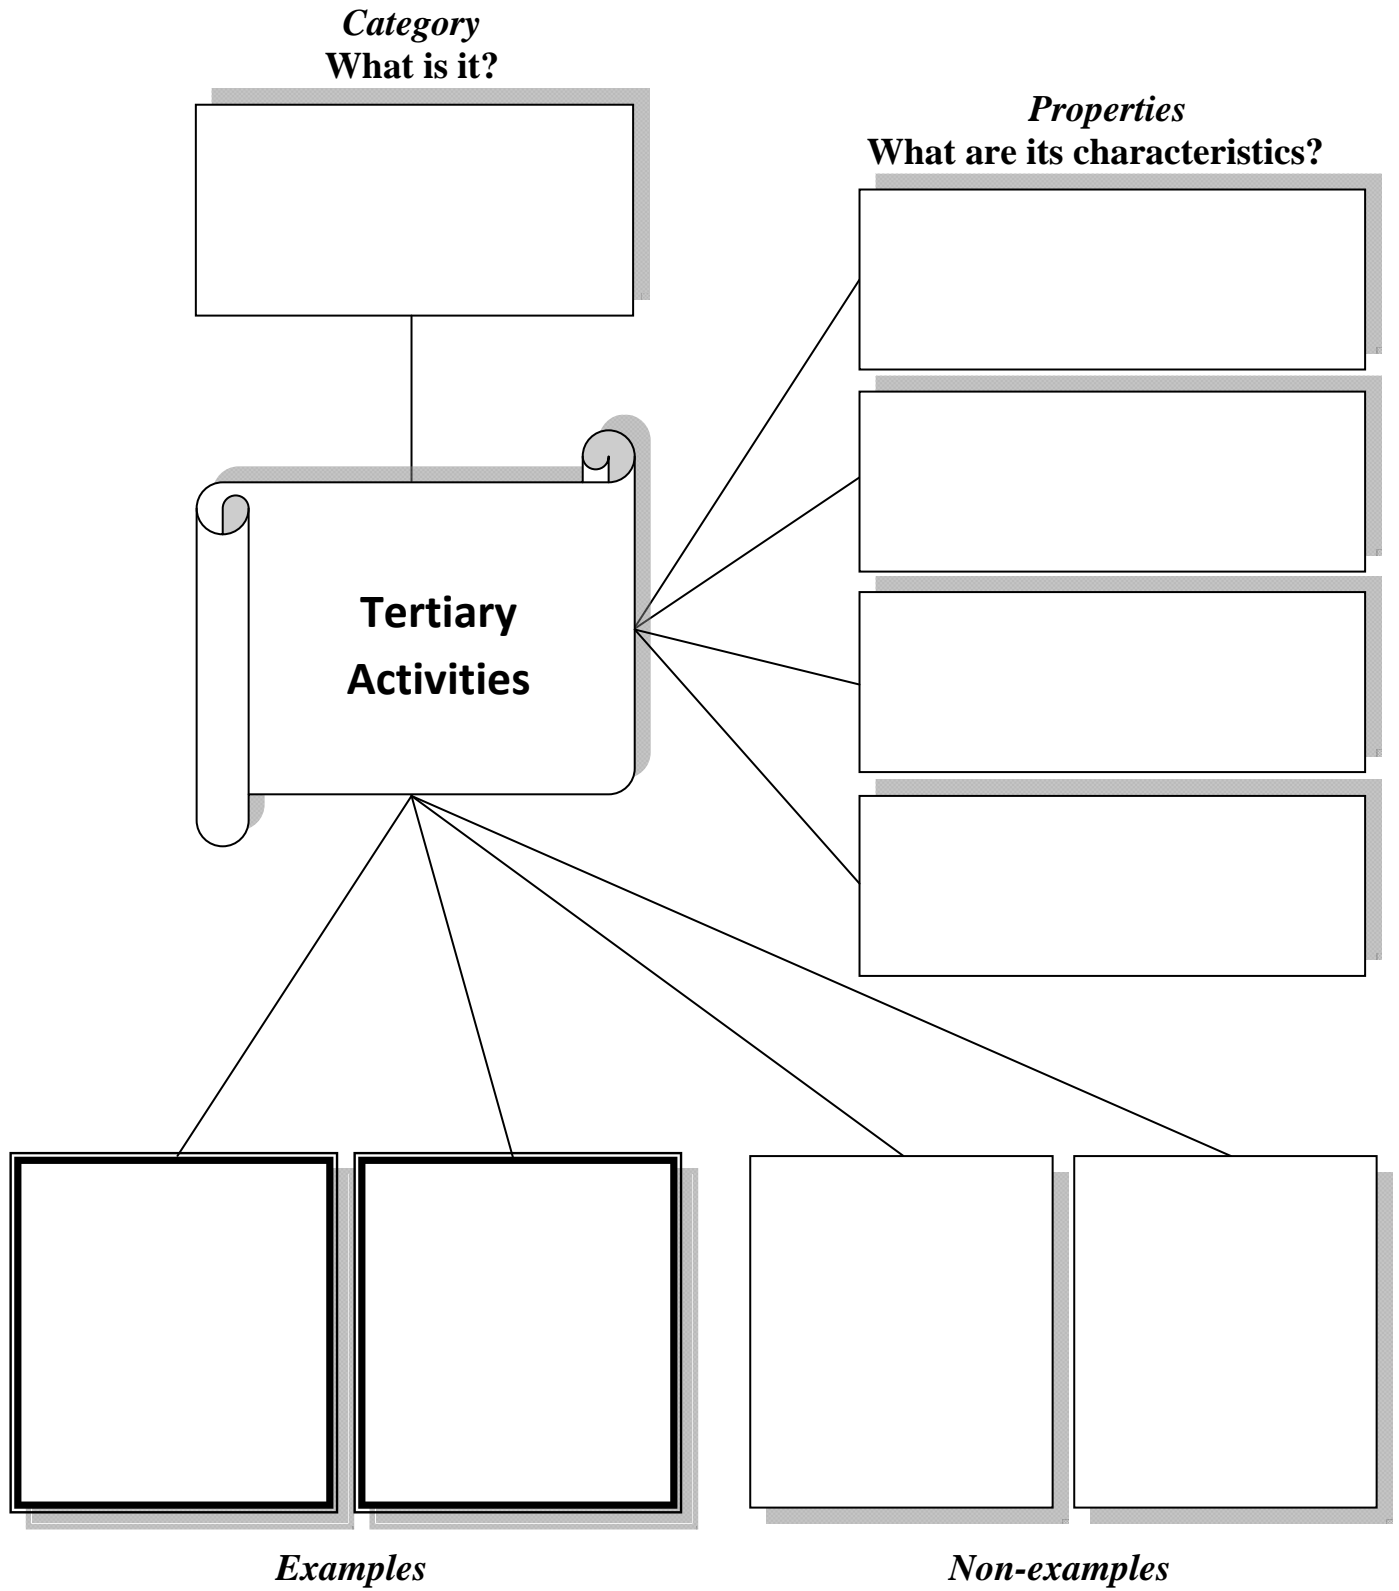 Category
What is it?
Properties
What are its characteristics?
Tertiary
Activities
Examples
Non-examples